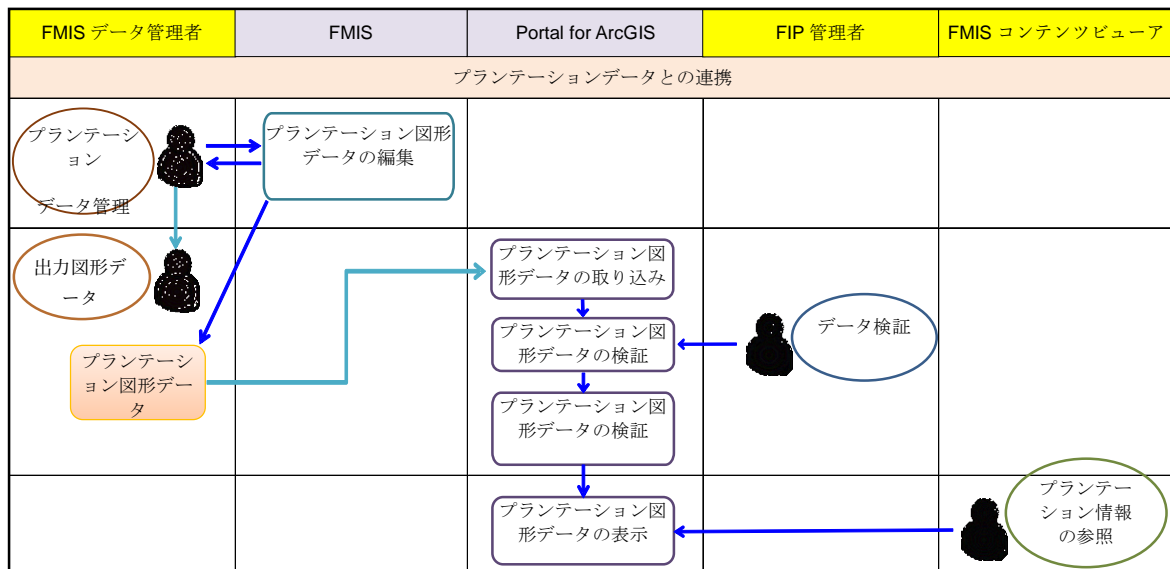 FMIS データ管理者
FMIS
Portal for ArcGIS
FIP 管理者
FMIS コンテンツビューア
プランテーションデータとの連携
プランテーシ
ョン
データ管理
プランテーション図形
データの編集
出力図形デ
ータ
プランテーション図
形データの取り込み
プランテーション図
形データの検証
データ検証
プランテーシ
ョン図形デー
タ
プランテーション図
形データの検証
プランテーション図
形データの表示
プランテー
ション情報
の参照